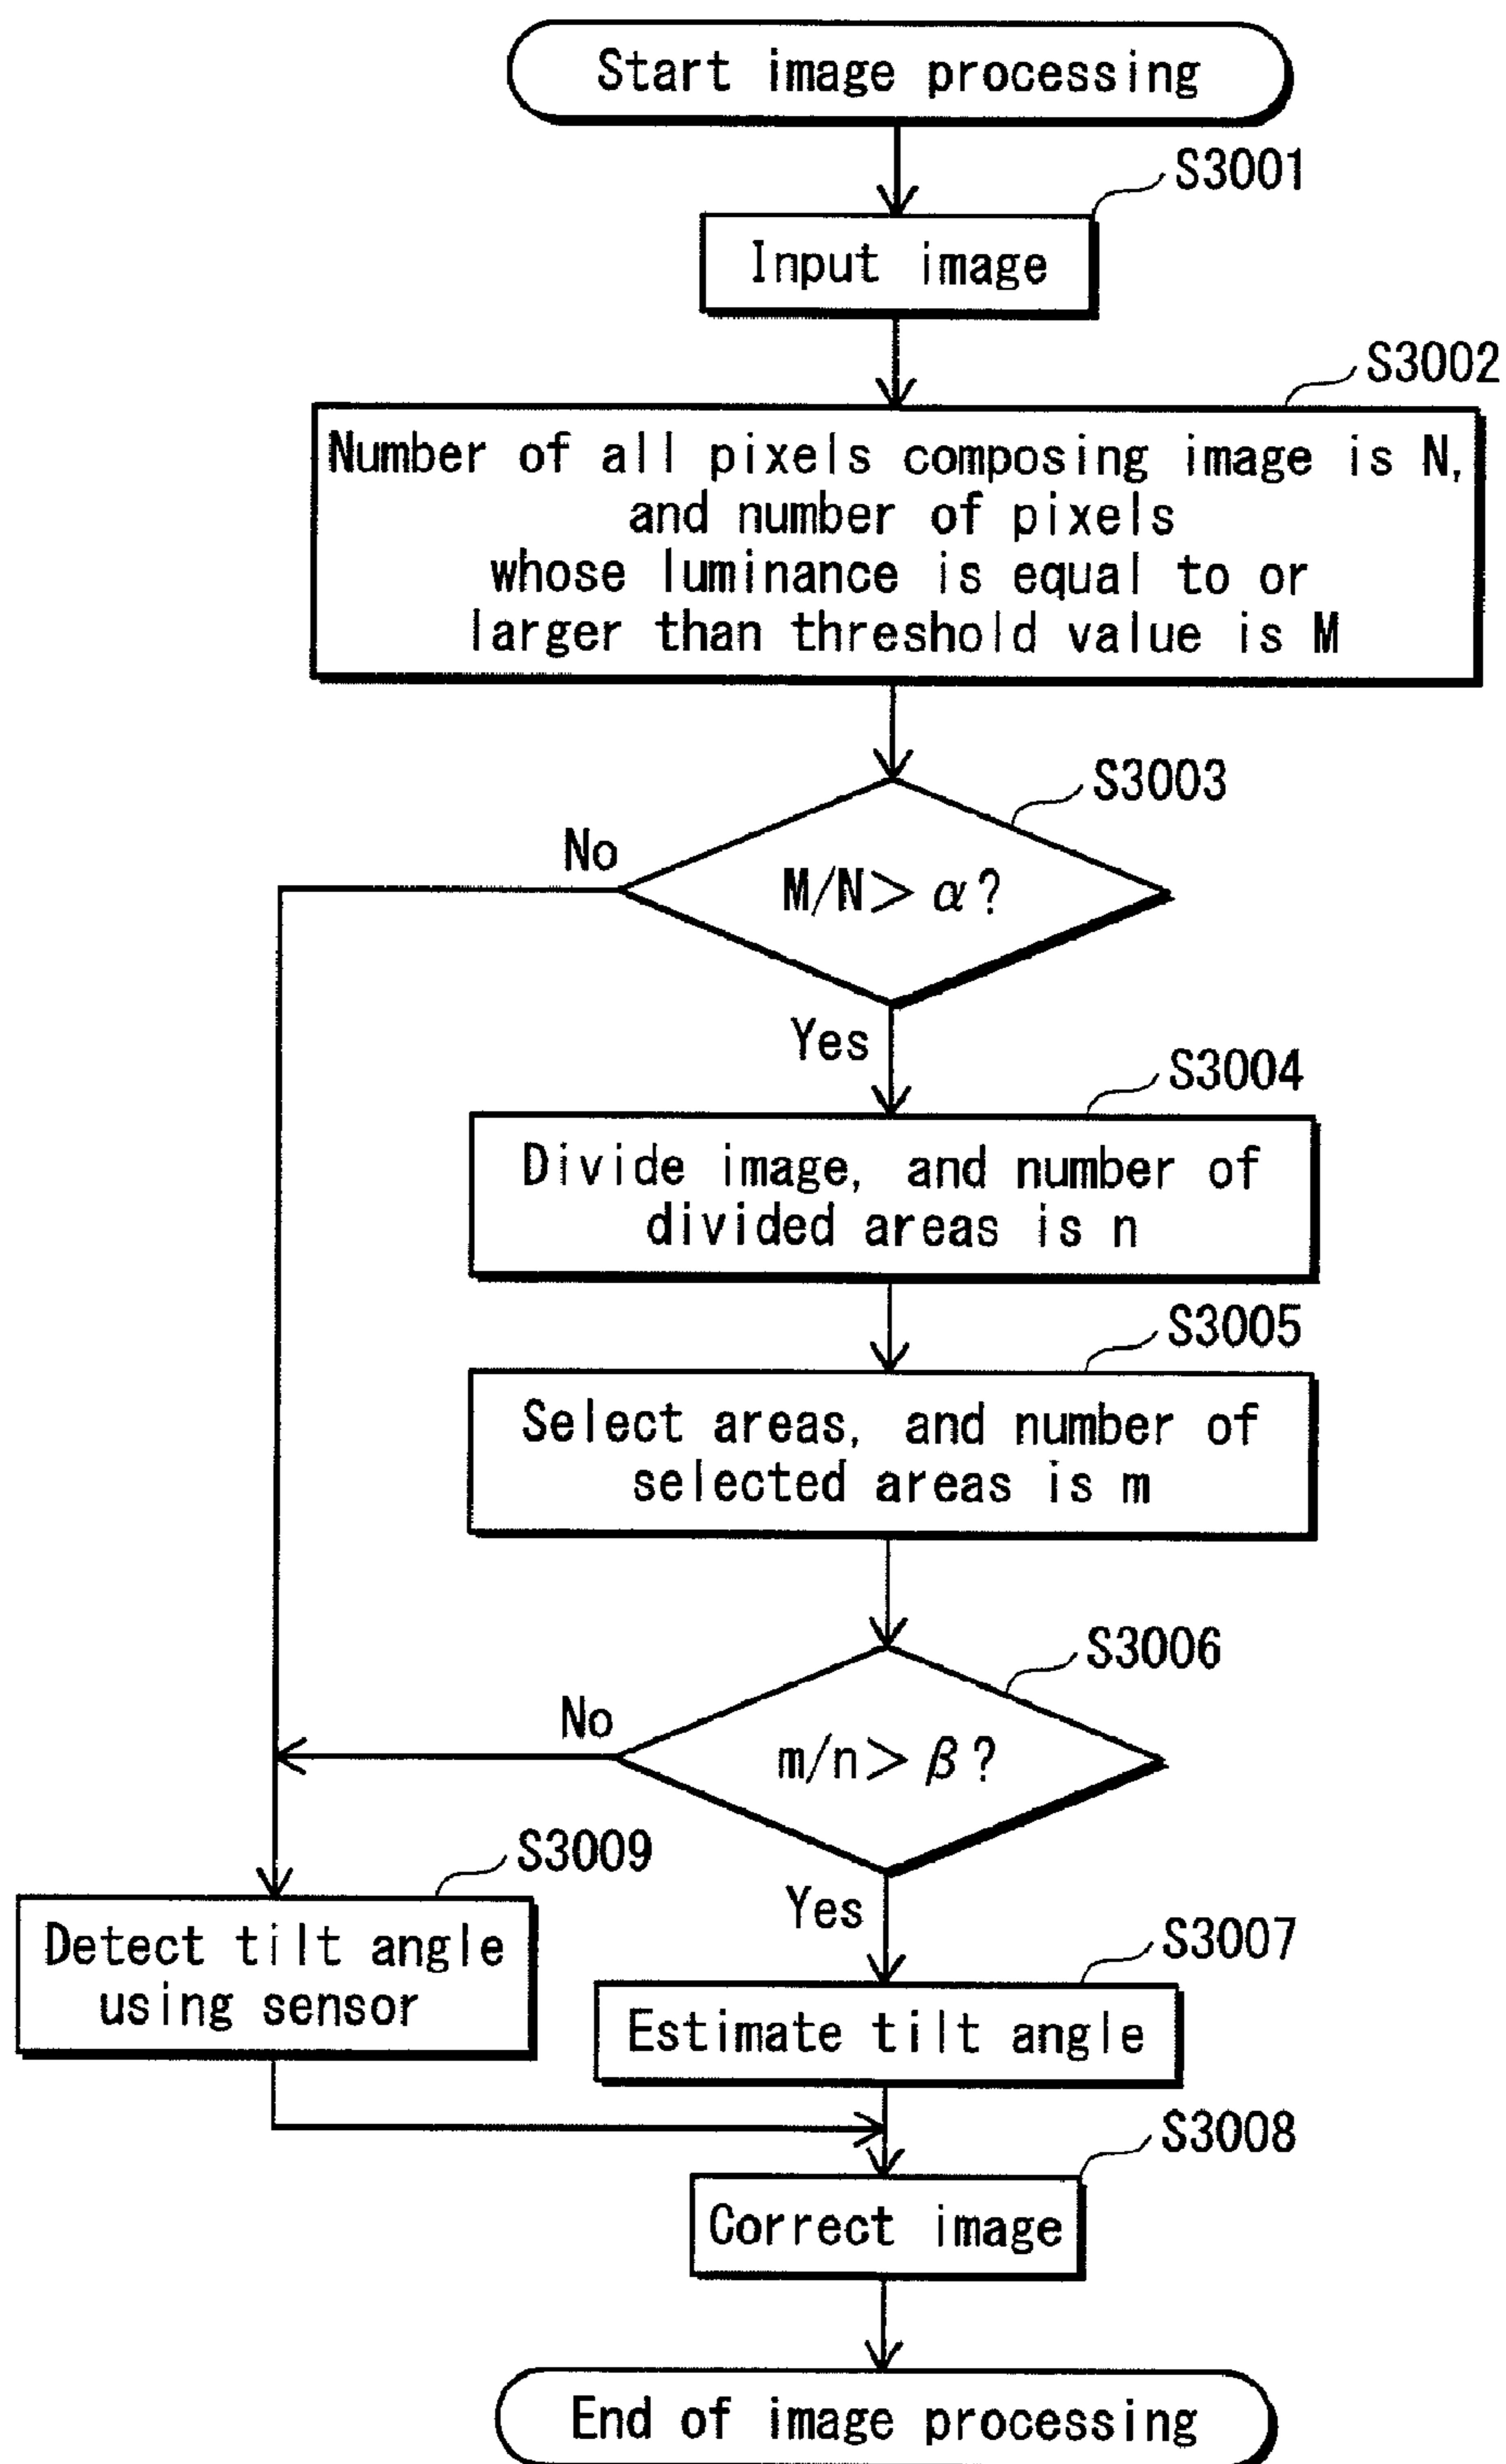 Start image processing
S3001
Input image
S3002
Number of all pixels composing image is N,
and number of pixels
whose luminance is equal to or
larger than threshold value is M
S3003
No
M/N> α?
Yes
S3004
Divide image, and number of
divided areas is n
S3005
Select areas, and number of
selected areas is m
S3006
No
m/n> β?
Yes
S3009
Detect tilt angle
using sensor
S3007
Estimate tilt angle
S3008
Correct image
End of image processing